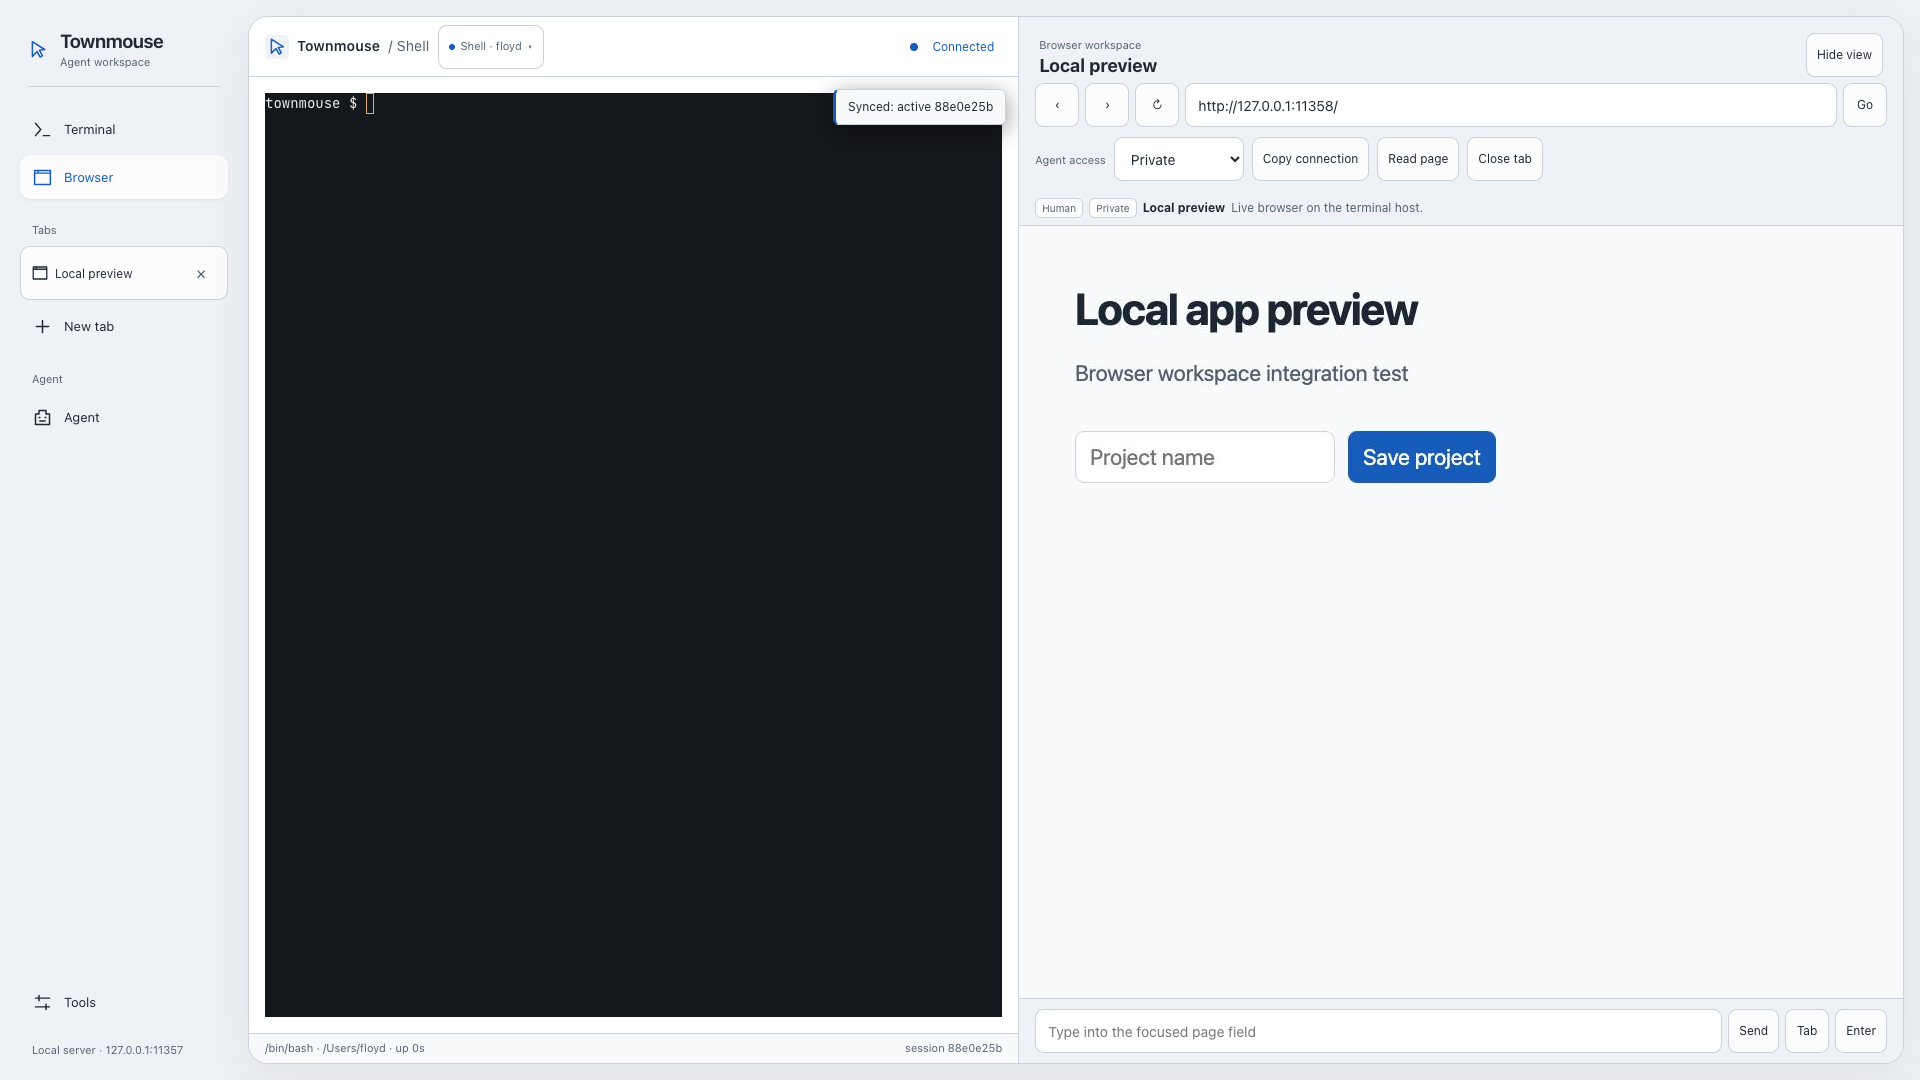 Townmouse
Agent workspace
Terminal
Browser
Tabs
Local preview ×
New tab
Agent
Agent
Tools
Local server · 127.0.0.1:11357
Townmouse / Shell
Shell · floyd
Connected
townmouse $
Synced: active 88e0e25b
/bin/bash · /Users/floyd · up 0s
session 88e0e25b
Browser workspace
Local preview
Hide view
‹ › ↻ http://127.0.0.1:11358/ Go
Agent access Private Copy connection Read page Close tab
Human Private Local preview Live browser on the terminal host.
Local app preview
Browser workspace integration test
Project name Save project
Type into the focused page field Send Tab Enter